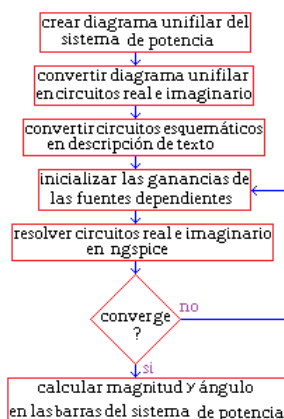 crear diagrama unifilar del
sistema de potencia
convertir diagrama unifilar
en circuitos real e imaginario
convertir circuitos esquemáticos
en descripción de texto
inicializar las ganancias de
las fuentes dependientes
resolver circuitos real e imaginario
en ngspice
converge
?
no
si
calcular magnitud y ángulo
en las barras del sistema de potencia